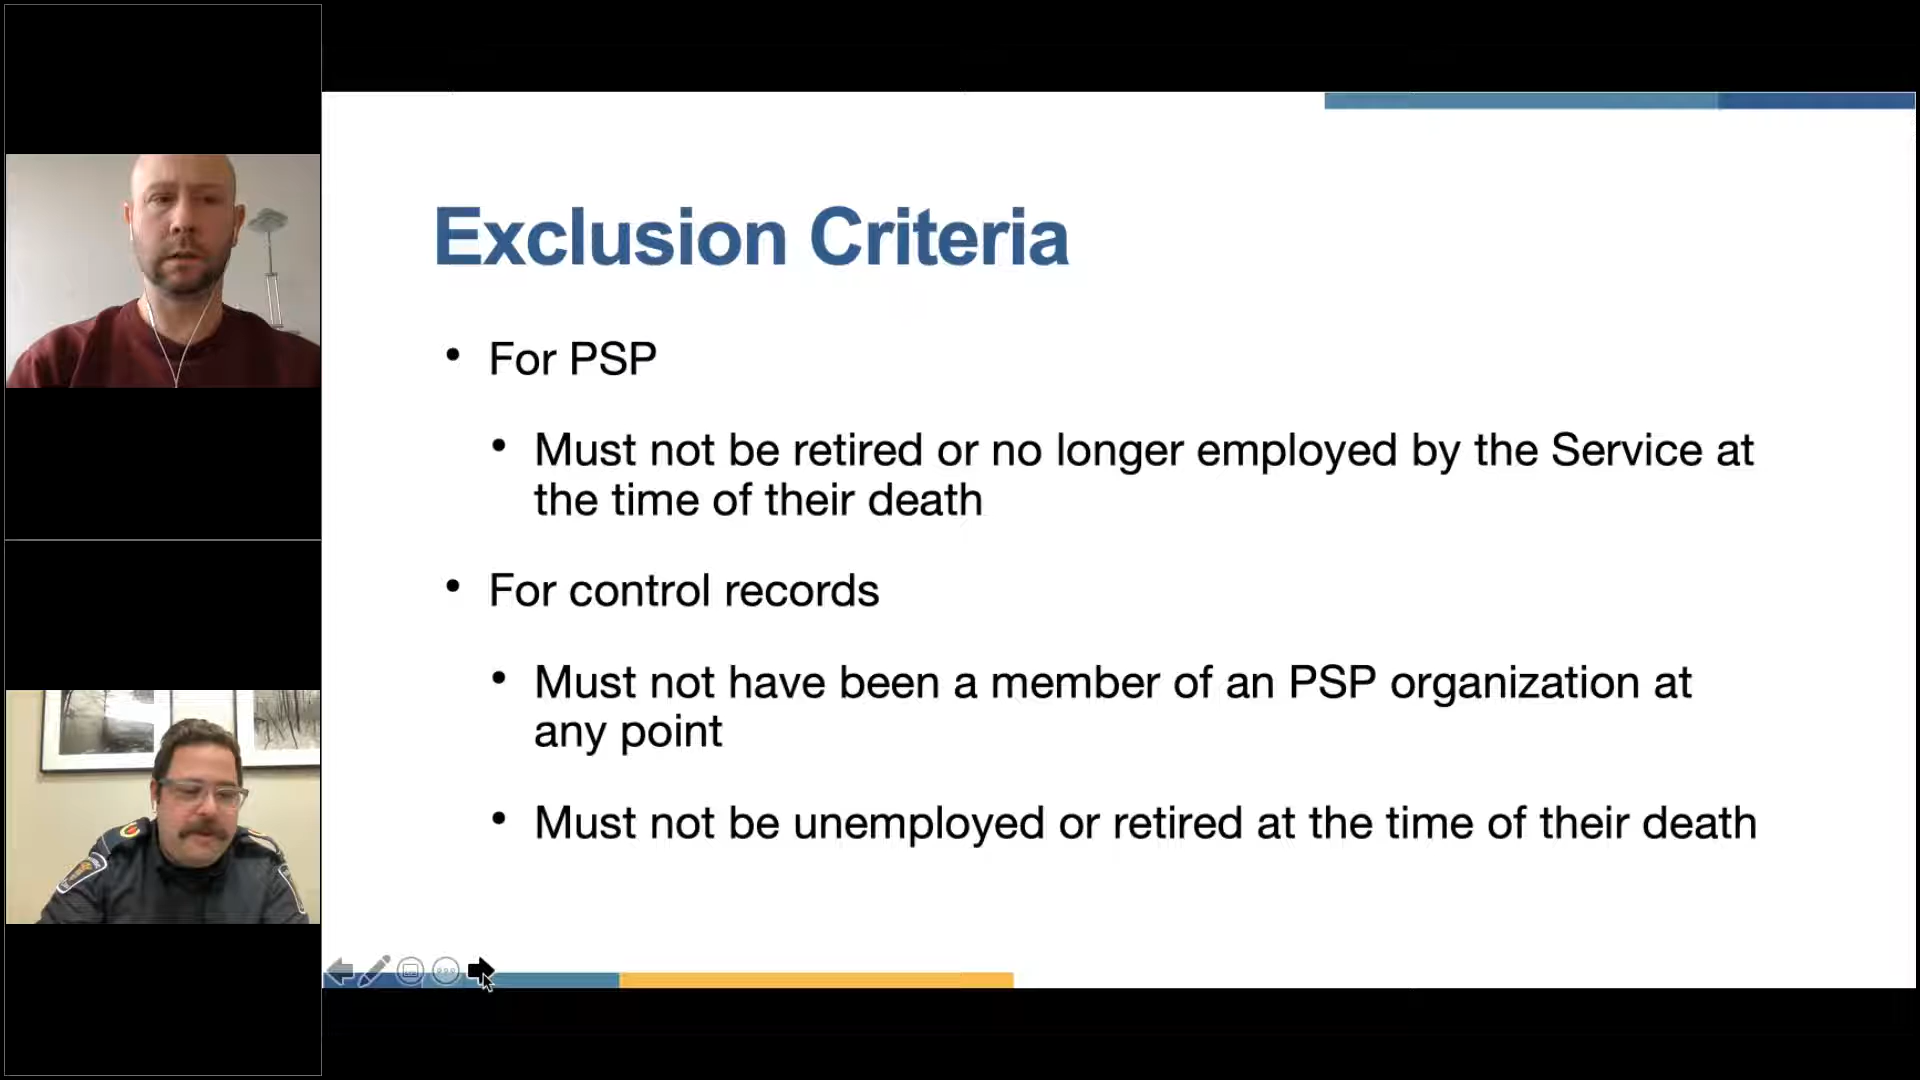 Exclusion Criteria
• For PSP
• Must not be retired or no longer employed by the Service at
the time of their death
• For control records
• Must not have been a member of an PSP organization at
any point
• Must not be unemployed or retired at the time of their death